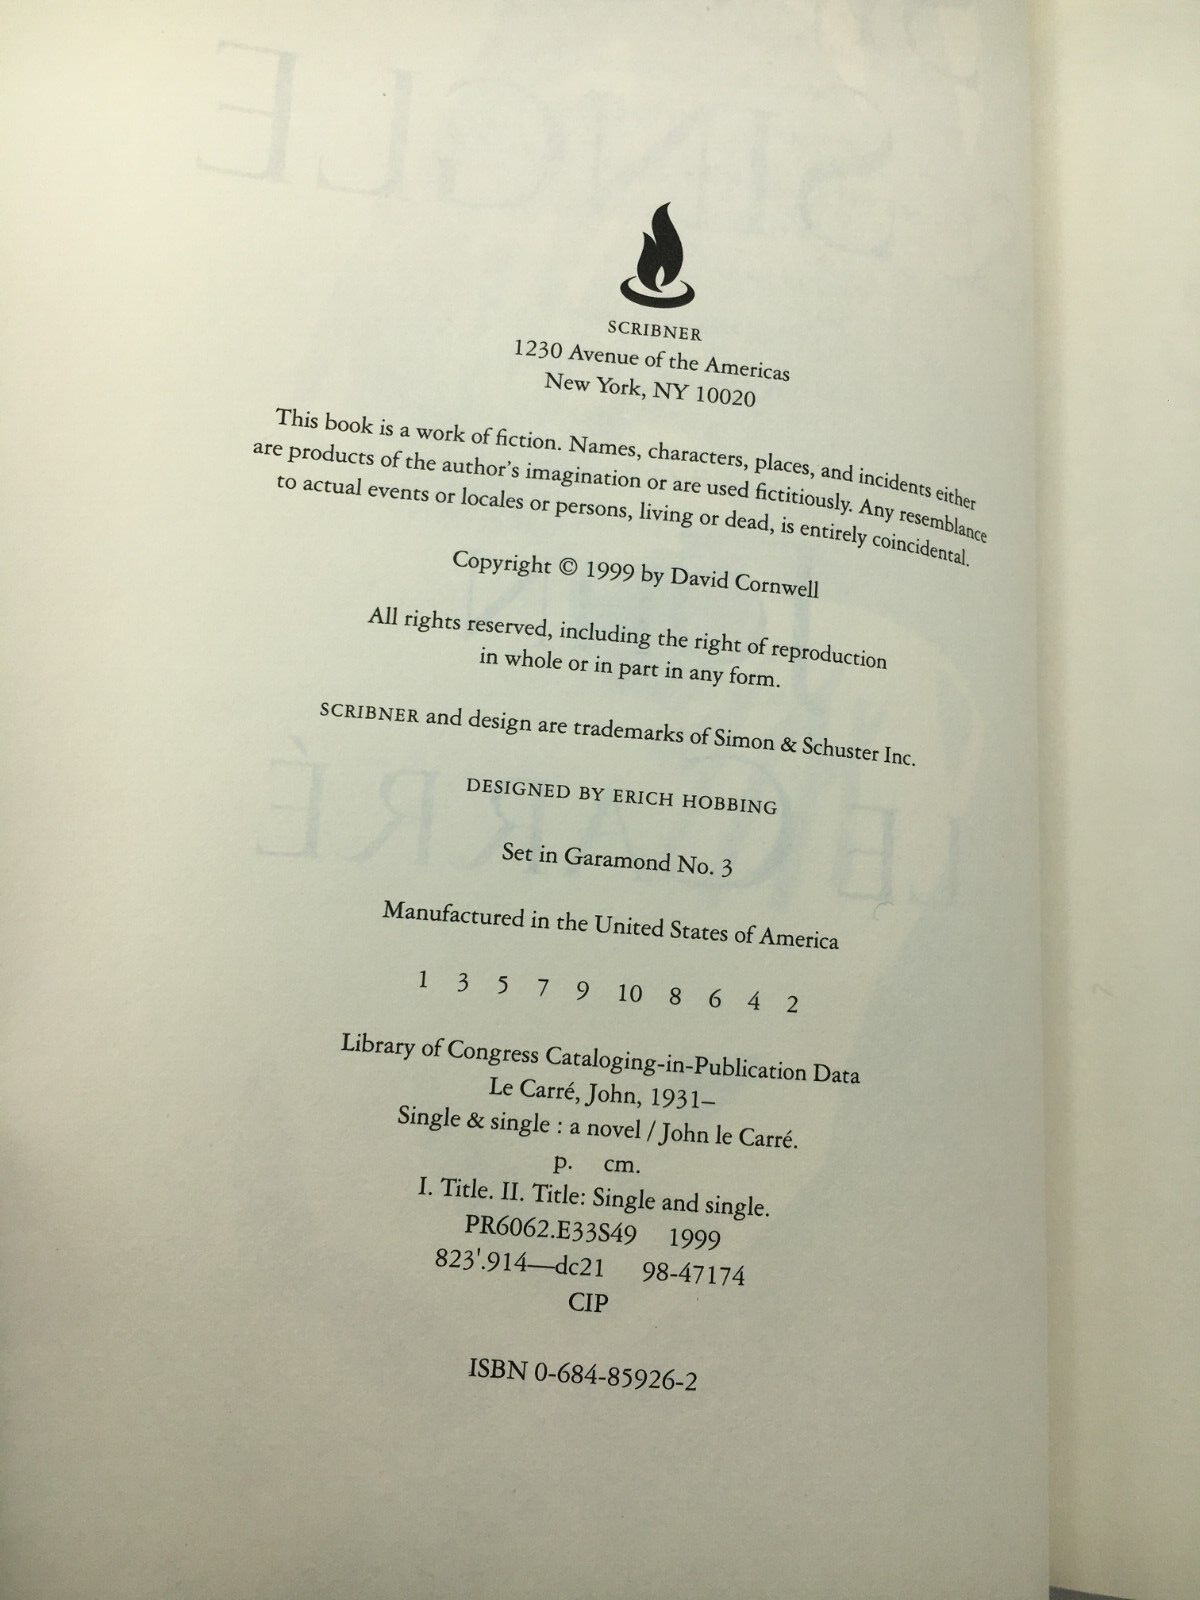 SCRIBNER
1230 Avenue of the Americas
New York, NY 10020
This book is a work of fiction. Names, characters, places, and incidents either
are products of the author's imagination or are used fictitiously. Any resemblance
to actual events or locales or persons, living or dead, is entirely coincidental.
Copyright © 1999 by David Cornwell
All rights reserved, including the right of reproduction
in whole or in part in any form.
SCRIBNER and design are trademarks of Simon & Schuster Inc.
DESIGNED BY ERICH HOBBING
Set in Garamond No. 3
Manufactured in the United States of America
1 3 5 7 9 10 8 6 4 2
Library of Congress Cataloging-in-Publication Data
Le Carré, John, 1931–
Single & single : a novel / John le Carré.
p. cm.
I. Title. II. Title: Single and single.
PR6062.E33S49 1999
823'.914—dc21 98-47174
CIP
ISBN 0-684-85926-2